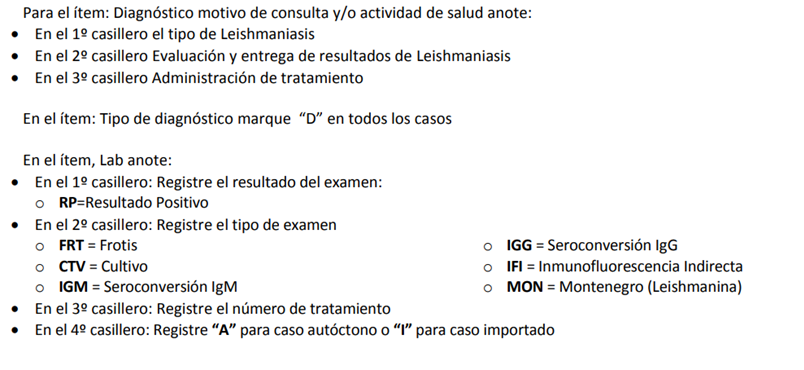 Para el ítem: Diagnóstico motivo de consulta y/o actividad de salud anote:
• En el 1º casillero el tipo de Leishmaniasis
• En el 2º casillero Evaluación y entrega de resultados de Leishmaniasis
• En el 3º casillero Administración de tratamiento
En el ítem: Tipo de diagnóstico marque “D” en todos los casos
En el ítem, Lab anote:
• En el 1º casillero: Registre el resultado del examen:
o RP=Resultado Positivo
• En el 2º casillero: Registre el tipo de examen
o FRT = Frotis
o CTV = Cultivo
o IGM = Seroconversión IgM
o IGG = Seroconversión IgG
o IFI = Inmunofluorescencia Indirecta
o MON = Montenegro (Leishmanina)
• En el 3º casillero: Registre el número de tratamiento
• En el 4º casillero: Registre “A” para caso autóctono o “I” para caso importado